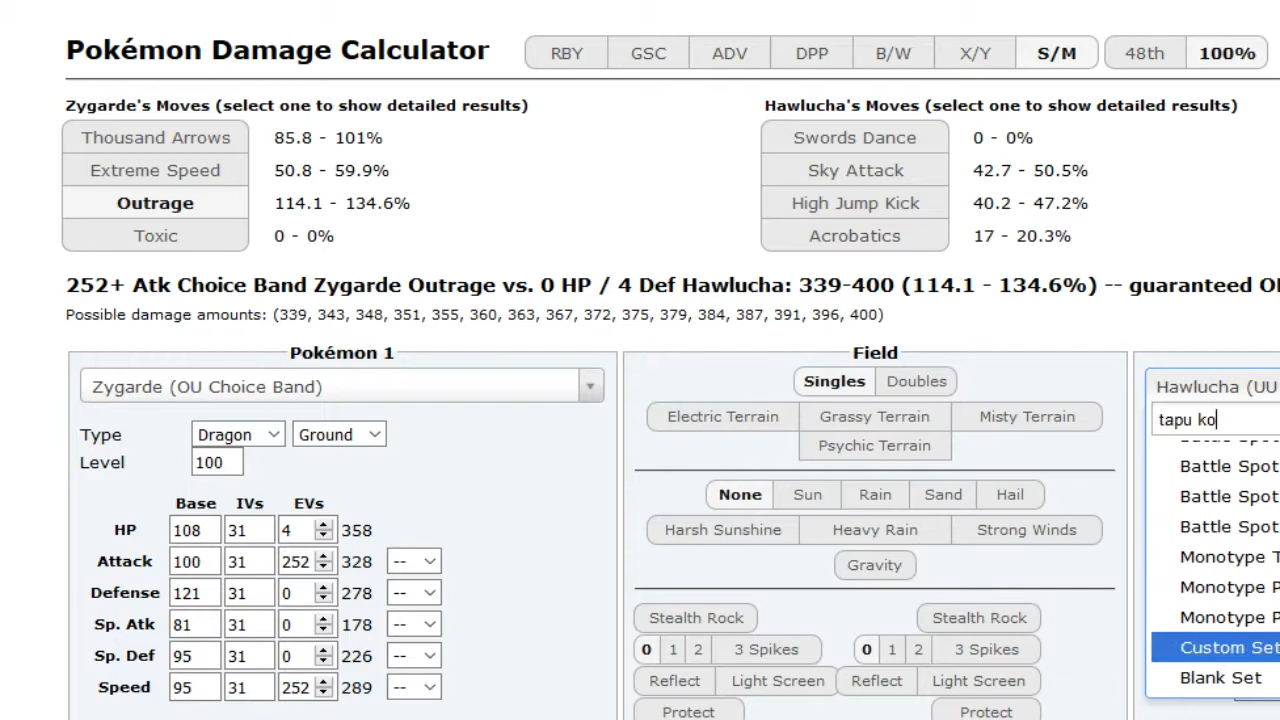 Pokémon Damage Calculator
RBY GSC ADV DPP B/W X/Y S/M 48th 100%
Zygarde's Moves (select one to show detailed results)
Thousand Arrows 85.8 - 101%
Extreme Speed 50.8 - 59.9%
Outrage 114.1 - 134.6%
Toxic 0 - 0%
Hawlucha's Moves (select one to show detailed results)
Swords Dance 0 - 0%
Sky Attack 42.7 - 50.5%
High Jump Kick 40.2 - 47.2%
Acrobatics 17 - 20.3%
252+ Atk Choice Band Zygarde Outrage vs. 0 HP / 4 Def Hawlucha: 339-400 (114.1 - 134.6%) -- guaranteed
Possible damage amounts: (339, 343, 348, 351, 355, 360, 363, 367, 372, 375, 379, 384, 387, 391, 396, 400)
Pokémon 1
Zygarde (OU Choice Band)
Type Dragon Ground
Level 100
Base IVs EVs
HP 108 31 4 358
Attack 100 31 252 328 --
Defense 121 31 0 278 --
Sp. Atk 81 31 0 178 --
Sp. Def 95 31 0 226 --
Speed 95 31 252 289 --
Field
Singles Doubles
Electric Terrain Grassy Terrain Misty Terrain
Psychic Terrain
None Sun Rain Sand Hail
Harsh Sunshine Heavy Rain Strong Winds
Gravity
Stealth Rock Stealth Rock
0 1 2 3 Spikes 0 1 2 3 Spikes
Reflect Light Screen Reflect Light Screen
Protect Protect
Hawlucha (UU
tapu ko
Battle Spot
Battle Spot
Battle Spot
Monotype T
Monotype P
Monotype P
Custom Set
Blank Set